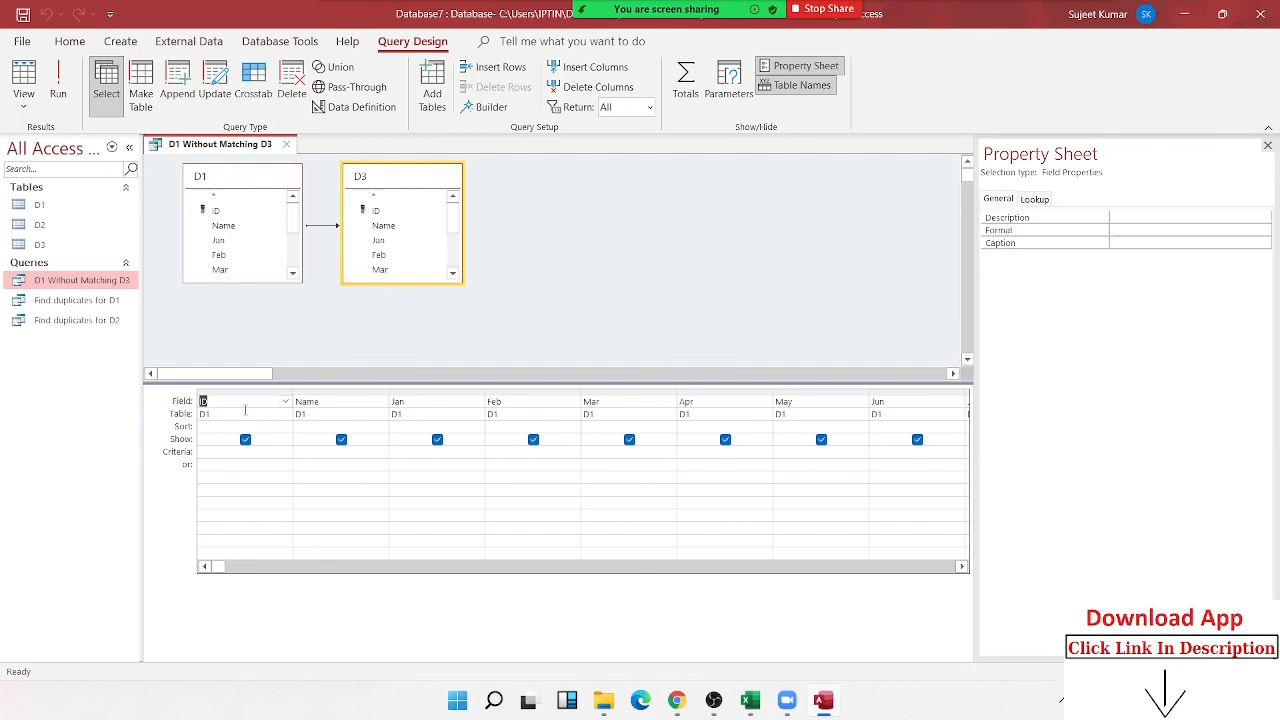 Database7 : Database- C:\Users\IPTIN\D
You are screen sharing
Stop Share
ccess
Sujeet Kumar
SK
File
Home
Create
External Data
Database Tools
Help
Query Design
Tell me what you want to do
View
Run
Select
Make Table
Append
Update
Crosstab
Delete
Union
Pass-Through
Data Definition
Add Tables
Insert Rows
Delete Rows
Builder
Insert Columns
Delete Columns
Return: All
Totals
Parameters
Property Sheet
Table Names
Results
Query Type
Query Setup
Show/Hide
All Access ...
Search...
Tables
D1
D2
D3
Queries
D1 Without Matching D3
Find duplicates for D1
Find duplicates for D2
D1 Without Matching D3
D1
*
ID
Name
Jan
Feb
Mar
D3
*
ID
Name
Jan
Feb
Mar
Field: ID Name Jan Feb Mar Apr May Jun
Table: D1 D1 D1 D1 D1 D1 D1 D1
Sort:
Show:
Criteria:
or:
Property Sheet
Selection type: Field Properties
General Lookup
Description
Format
Caption
Ready
Download App
Click Link In Description